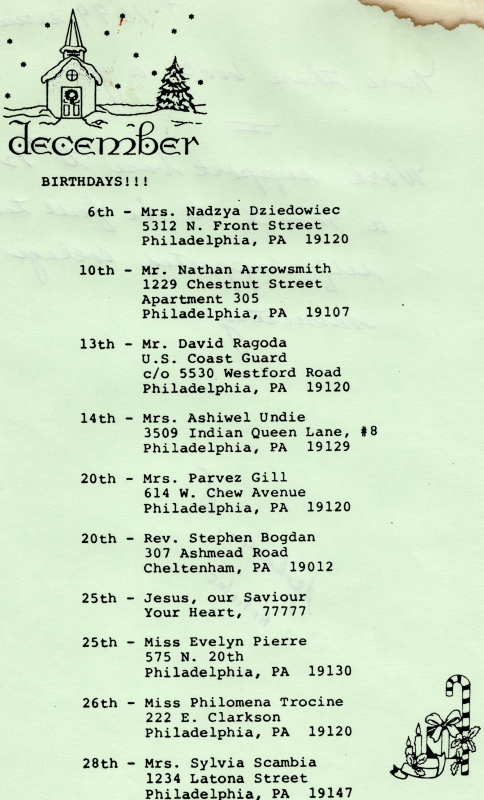 december
BIRTHDAYS!!!
6th - Mrs. Nadzya Dziedowiec
5312 N. Front Street
Philadelphia, PA 19120
10th - Mr. Nathan Arrowsmith
1229 Chestnut Street
Apartment 305
Philadelphia, PA 19107
13th - Mr. David Ragoda
U.S. Coast Guard
c/o 5530 Westford Road
Philadelphia, PA 19120
14th - Mrs. Ashiwel Undie
3509 Indian Queen Lane, #8
Philadelphia, PA 19129
20th - Mrs. Parvez Gill
614 W. Chew Avenue
Philadelphia, PA 19120
20th - Rev. Stephen Bogdan
307 Ashmead Road
Cheltenham, PA 19012
25th - Jesus, our Saviour
Your Heart, 77777
25th - Miss Evelyn Pierre
575 N. 20th
Philadelphia, PA 19130
26th - Miss Philomena Trocine
222 E. Clarkson
Philadelphia, PA 19120
28th - Mrs. Sylvia Scambia
1234 Latona Street
Philadelphia, PA 19147